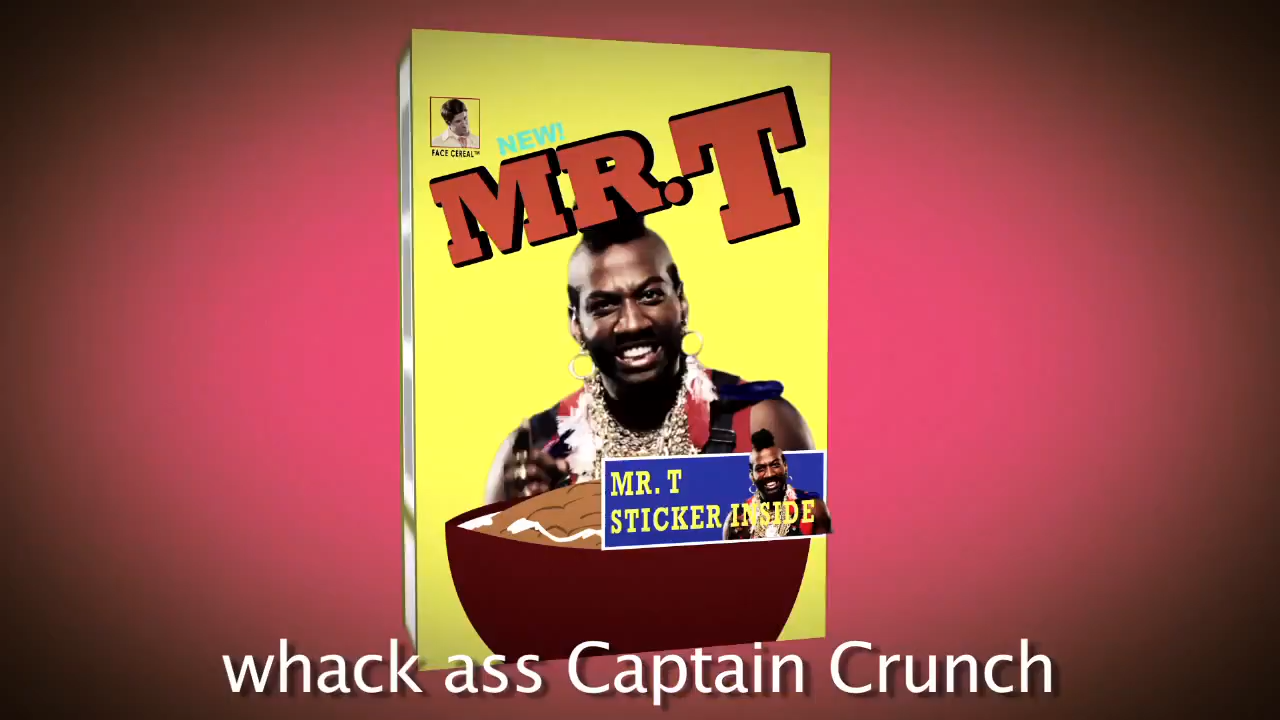 FACE CEREAL™
NEW!
MR.T
MR. T
STICKER INSIDE
whack ass Captain Crunch